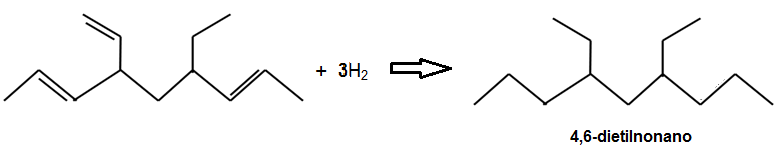 + 3H₂
4,6-dietilnonano